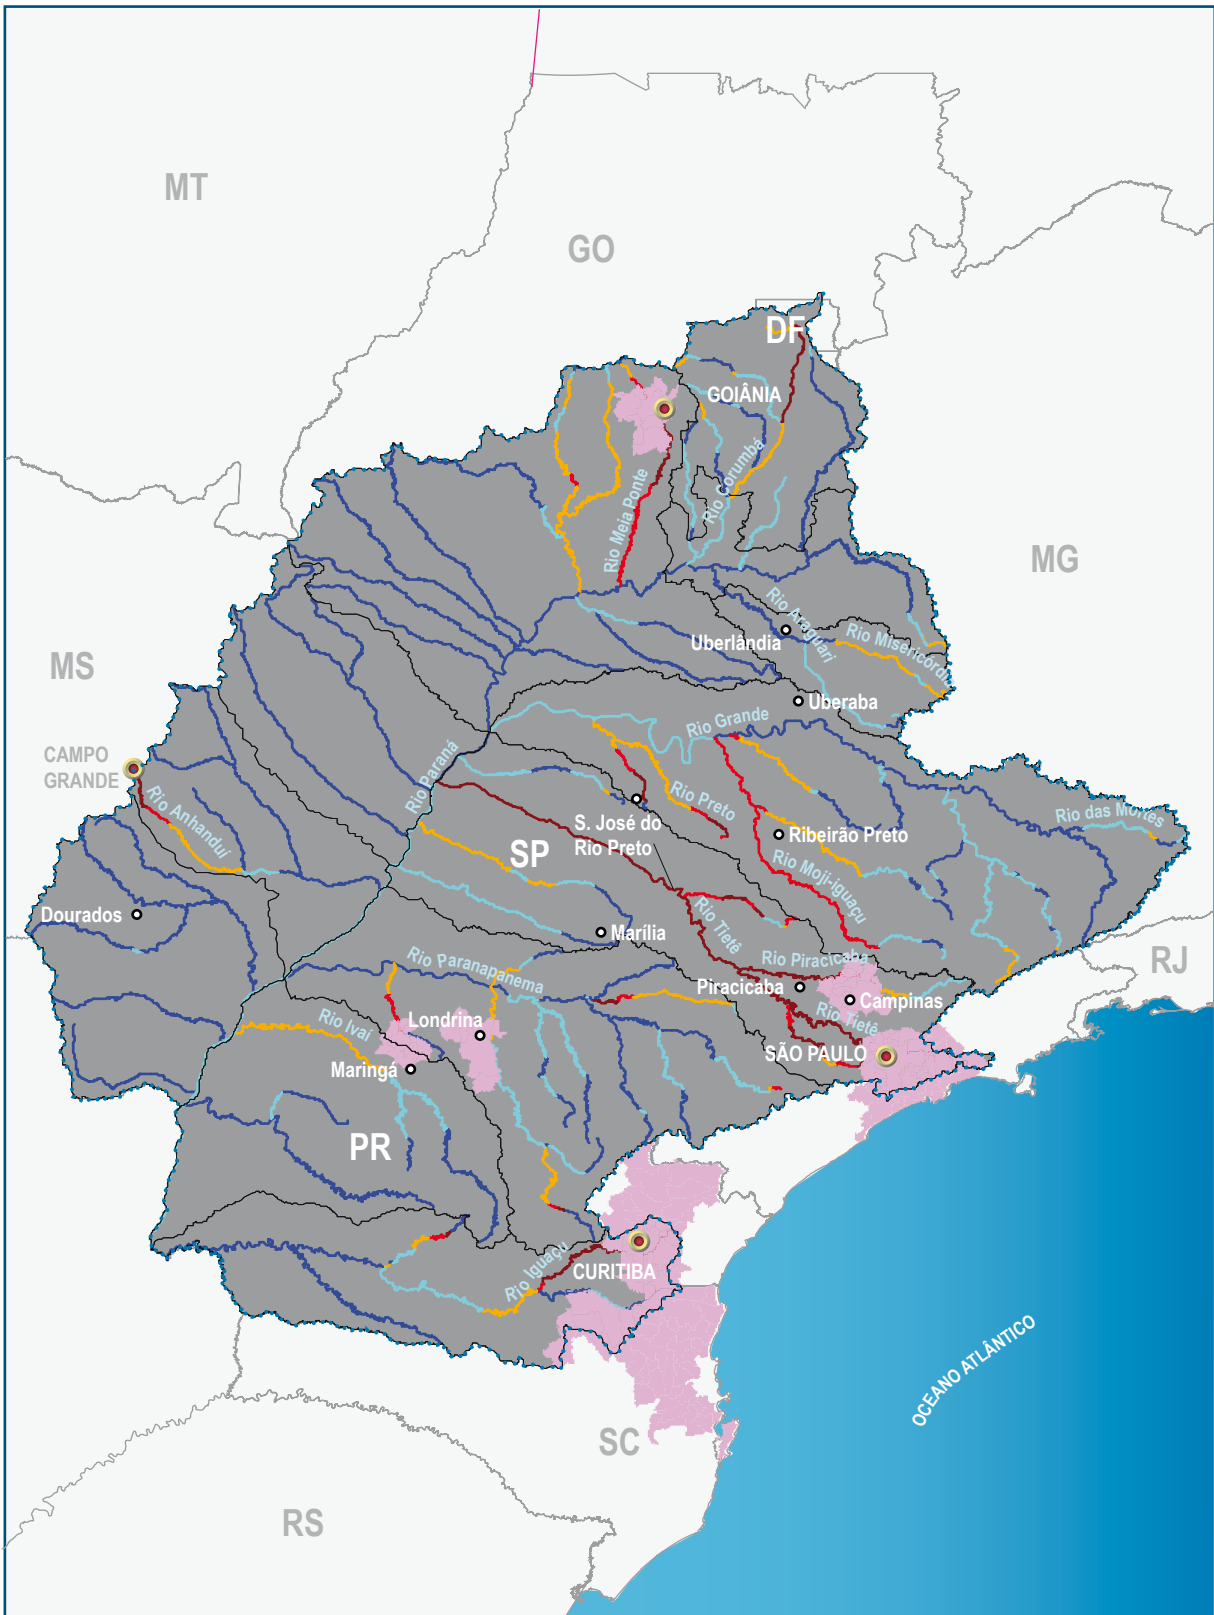 MT
GO
DF
GOIÂNIA
Rio Corumbá
Rio Meia Ponte
MG
Rio Araguari
Uberlândia
Rio Misericórdia
MS
Uberaba
Rio Grande
CAMPO
GRANDE
Rio Paraná
Rio Anhanduí
Rio Preto
S. José do
Rio Preto
Ribeirão Preto
Rio das Mortes
SP
Rio Moji-iguaçu
Dourados
Marília
Rio Tietê
Rio Paranapanema
Rio Piracicaba
RJ
Piracicaba
Campinas
Rio Ivaí
Londrina
Rio Tietê
Maringá
SÃO PAULO
PR
Rio Iguaçu
CURITIBA
OCEANO ATLÂNTICO
SC
RS